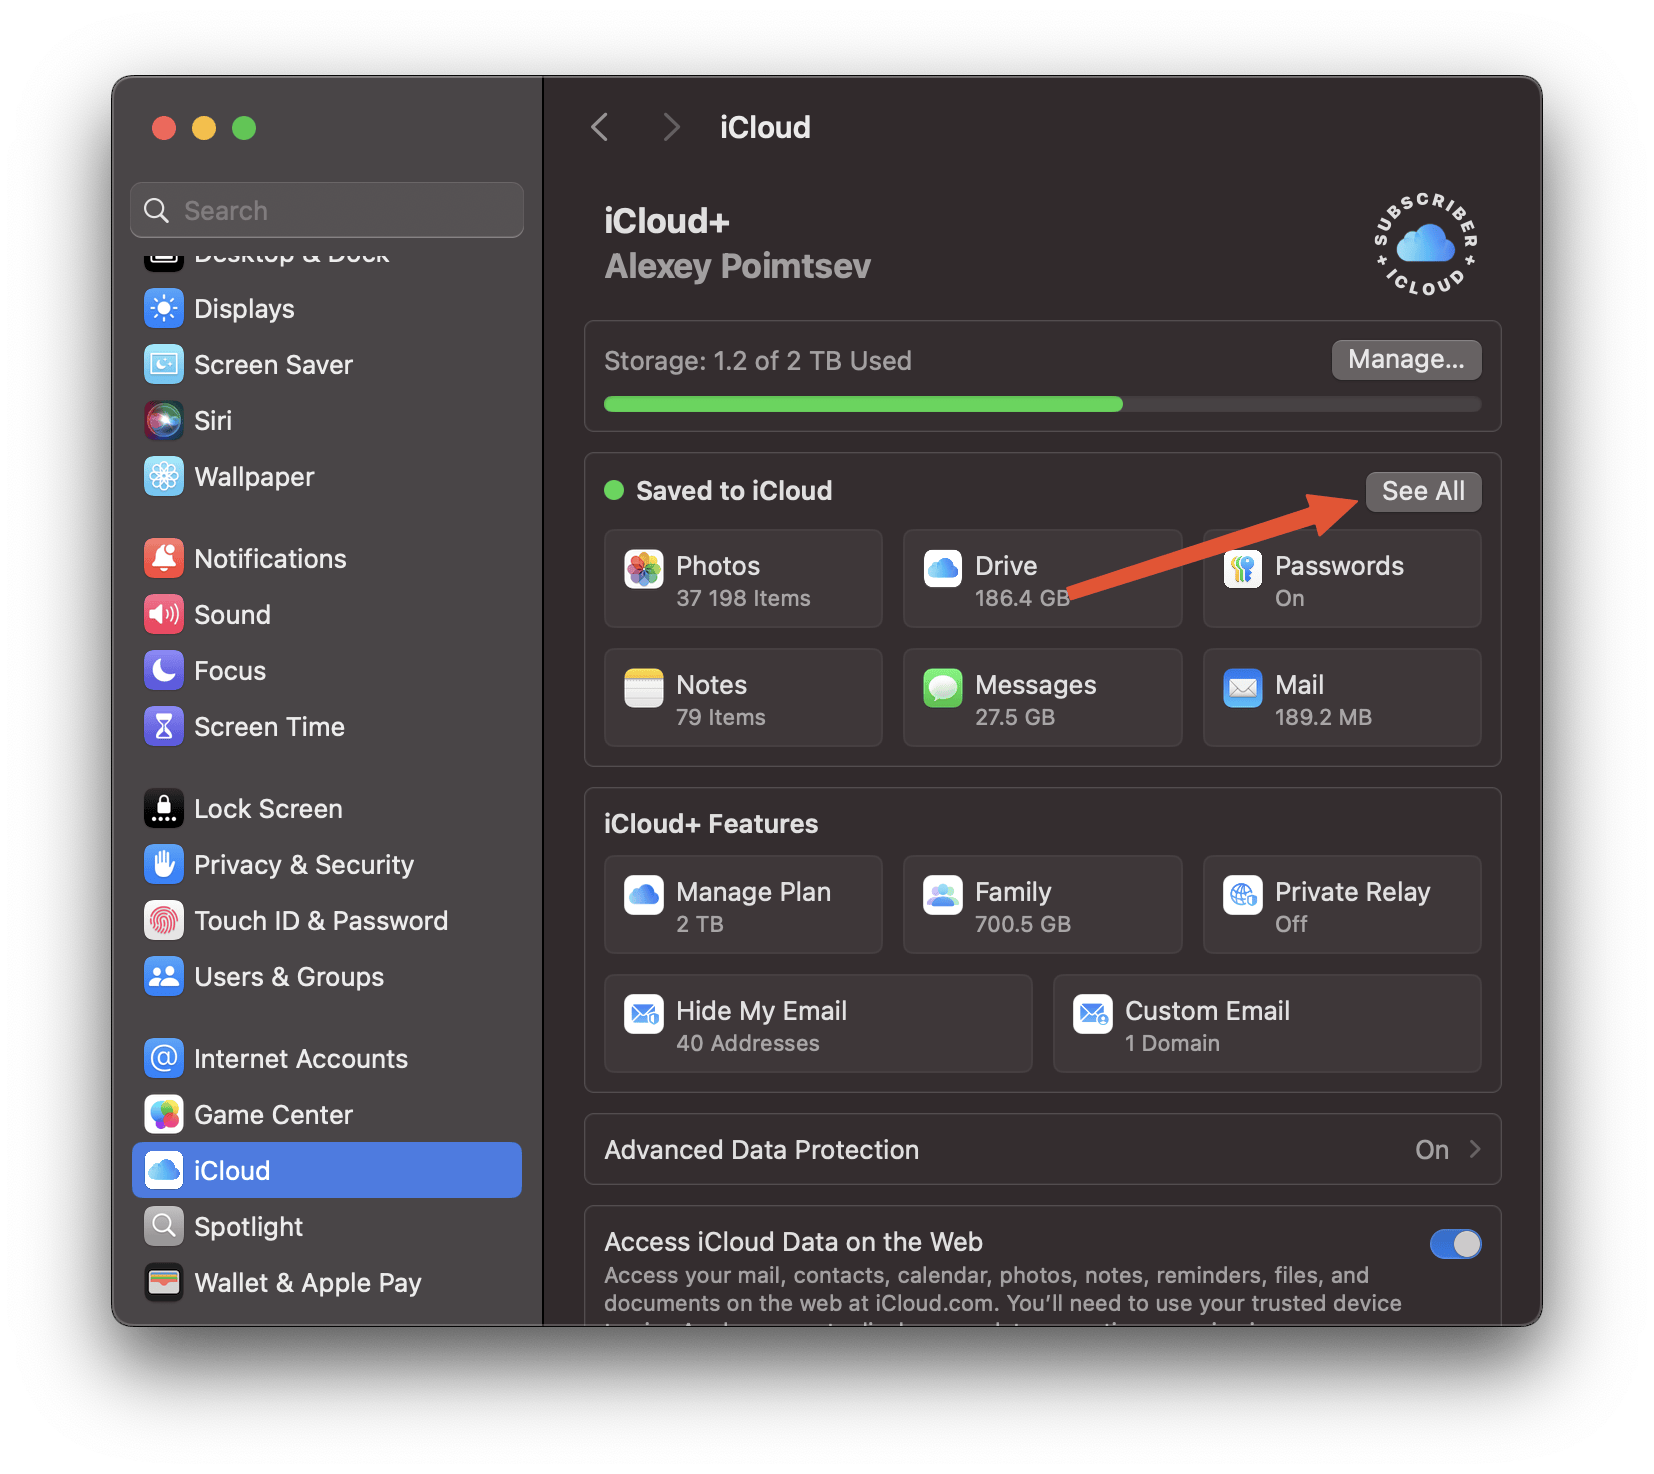 iCloud
Search
Desktop & Dock
Displays
Screen Saver
Siri
Wallpaper
Notifications
Sound
Focus
Screen Time
Lock Screen
Privacy & Security
Touch ID & Password
Users & Groups
Internet Accounts
Game Center
iCloud
Spotlight
Wallet & Apple Pay
iCloud+
Alexey Poimtsev
SUBSCRIBER
+ ICLOUD +
Storage: 1.2 of 2 TB Used
Manage...
Saved to iCloud
See All
Photos
37 198 Items
Drive
186.4 GB
Passwords
On
Notes
79 Items
Messages
27.5 GB
Mail
189.2 MB
iCloud+ Features
Manage Plan
2 TB
Family
700.5 GB
Private Relay
Off
Hide My Email
40 Addresses
Custom Email
1 Domain
Advanced Data Protection
On
Access iCloud Data on the Web
Access your mail, contacts, calendar, photos, notes, reminders, files, and
documents on the web at iCloud.com. You’ll need to use your trusted device